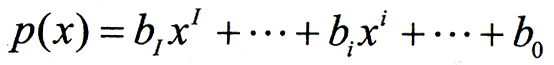 p(x) = b_I x^I + ⋯ + b_i x^i + ⋯ + b_0